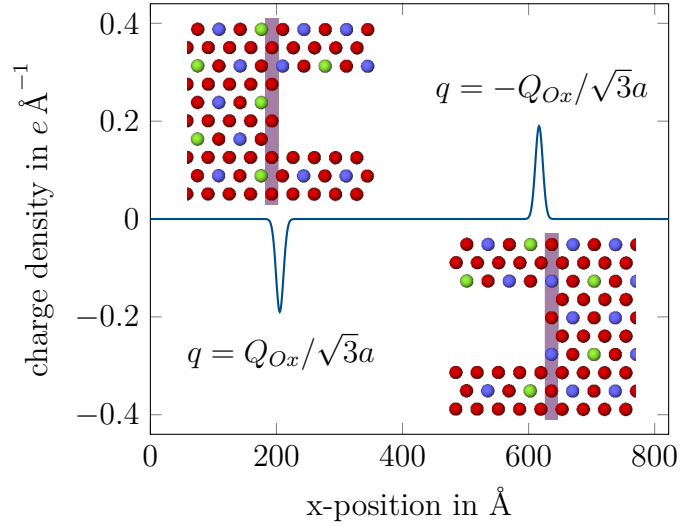 0.4
0.2
0
−0.2
−0.4
charge density in e Å⁻¹
q = −Q_{Ox}/√3a
q = Q_{Ox}/√3a
0
200
400
600
800
x-position in Å